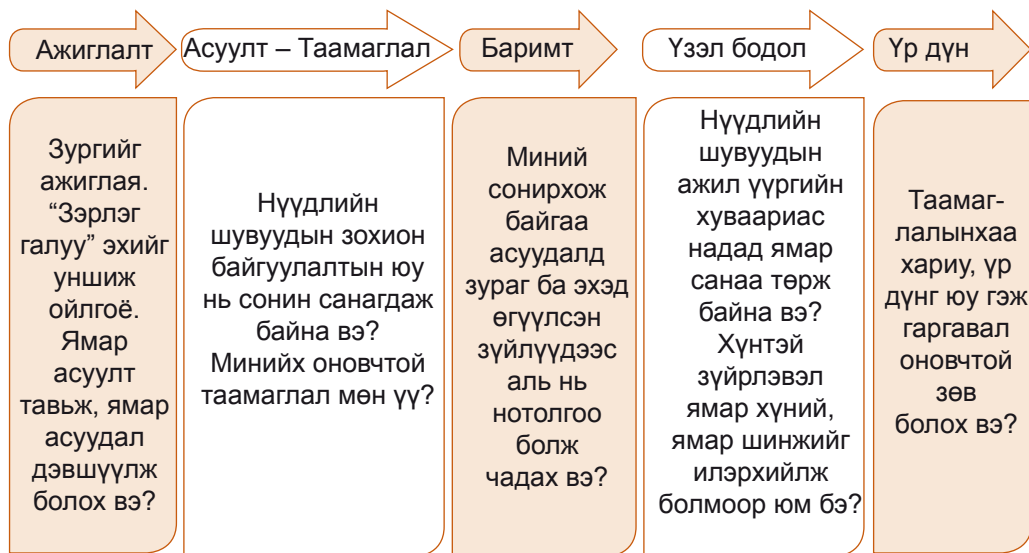 Ажиглалт
Асуулт – Таамаглал
Баримт
Үзэл бодол
Үр дүн
Зургийг
ажиглая.
“Зэрлэг
галуу” эхийг
уншиж
ойлгоё.
Ямар
асуулт
тавьж, ямар
асуудал
дэвшүүлж
болох вэ?
Нүүдлийн
шувуудын зохион
байгуулалтын юу
нь сонин санагдаж
байна вэ?
Минийх оновчтой
таамаглал мөн үү?
Миний
сонирхож
байгаа
асуудалд
зураг ба эхэд
өгүүлсэн
зүйлүүдээс
аль нь
нотолгоо
болж
чадах вэ?
Нүүдлийн
шувуудын
ажил үүргийн
хуваариас
надад ямар
санаа төрж
байна вэ?
Хүнтэй
зүйрлэвэл
ямар хүний,
ямар шинжийг
илэрхийлж
болмоор юм бэ?
Таамаг-
лалынхаа
хариу, үр
дүнг юу гэж
гаргавал
оновчтой
зөв
болох вэ?